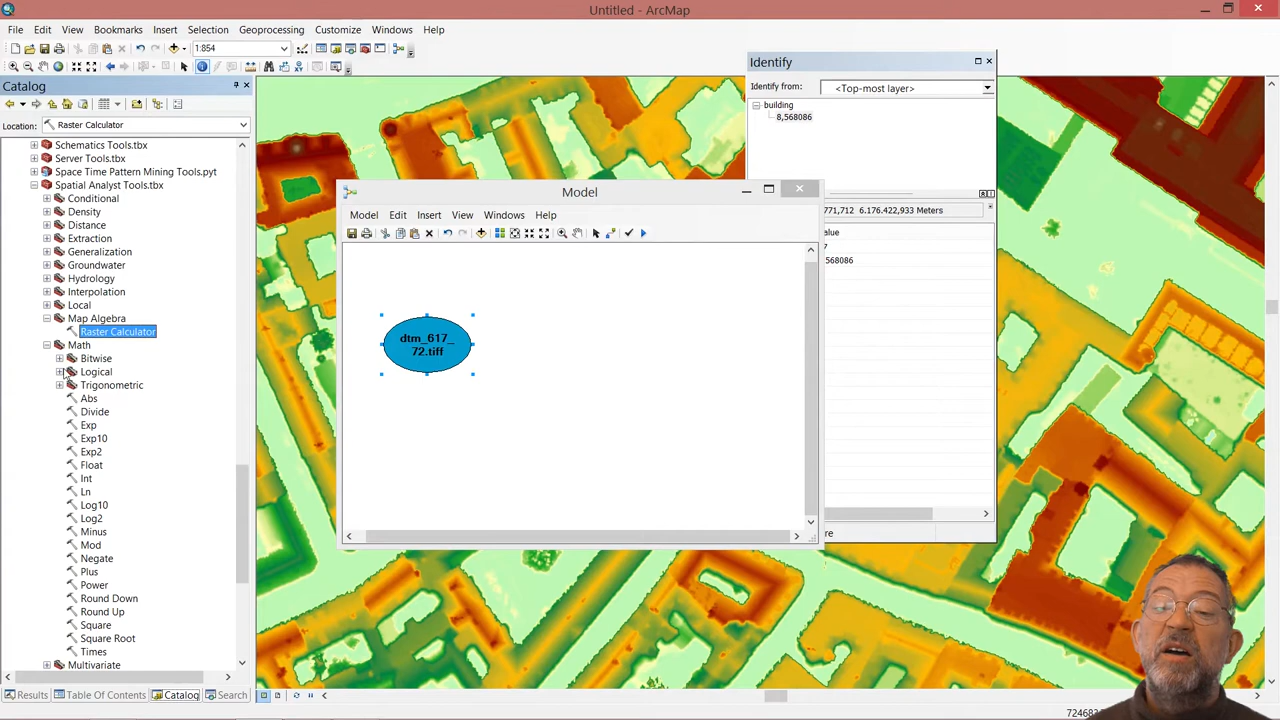 Untitled - ArcMap
File Edit View Bookmarks Insert Selection Geoprocessing Customize Windows Help
1:854
Catalog
Location: Raster Calculator
Schematics Tools.tbx
Server Tools.tbx
Space Time Pattern Mining Tools.pyt
Spatial Analyst Tools.tbx
Conditional
Density
Distance
Extraction
Generalization
Groundwater
Hydrology
Interpolation
Local
Map Algebra
Raster Calculator
Math
Bitwise
Logical
Trigonometric
Abs
Divide
Exp
Exp10
Exp2
Float
Int
Ln
Log10
Log2
Minus
Mod
Negate
Plus
Power
Round Down
Round Up
Square
Square Root
Times
Multivariate
Results Table Of Contents Catalog Search
Identify
Identify from: <Top-most layer>
building
8,568086
771,712 6.176.422,933 Meters
alue
7
568086
re
Model
Model Edit Insert View Windows Help
dtm_617_
72.tiff